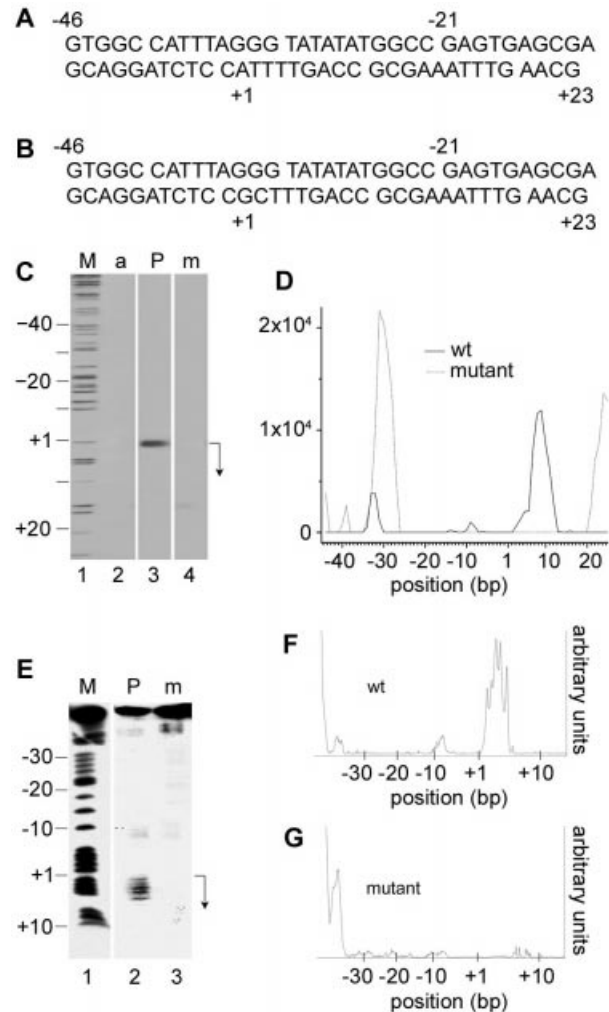 A
-46 -21
GTGGC CATTTAGGG TATATATGGCC GAGTGAGCGA
GCAGGATCTCC CATTTTGACC GCGAAATTTG AACG
+1 +23
B
-46 -21
GTGGC CATTTAGGG TATATATGGCC GAGTGAGCGA
GCAGGATCTCC CGCTTTGACC GCGAAATTTG AACG
+1 +23
C
M a P m
-40
-20
+1
+20
1 2 3 4
D
2x10⁴
1x10⁴
0
wt
mutant
-40 -30 -20 -10 1 10 20
position (bp)
E
M P m
-30
-20
-10
+1
+10
1 2 3
F
wt
arbitrary units
-30 -20 -10 +1 +10
position (bp)
G
mutant
arbitrary units
-30 -20 -10 +1 +10
position (bp)